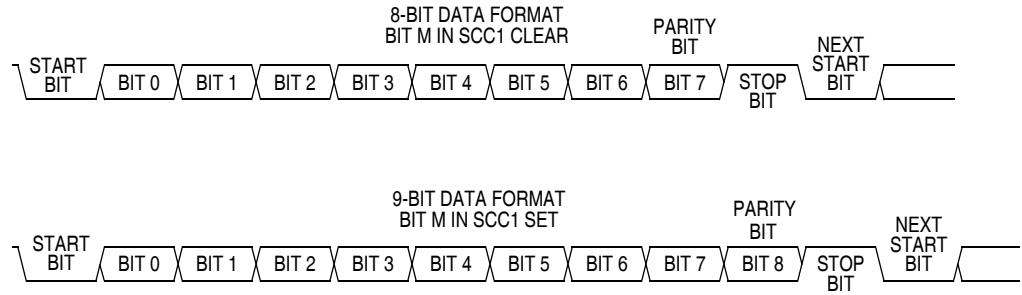 8-BIT DATA FORMAT
BIT M IN SCC1 CLEAR
PARITY
BIT
START
BIT
BIT 0
BIT 1
BIT 2
BIT 3
BIT 4
BIT 5
BIT 6
BIT 7
STOP
BIT
NEXT
START
BIT
9-BIT DATA FORMAT
BIT M IN SCC1 SET
PARITY
BIT
START
BIT
BIT 0
BIT 1
BIT 2
BIT 3
BIT 4
BIT 5
BIT 6
BIT 7
BIT 8
STOP
BIT
NEXT
START
BIT